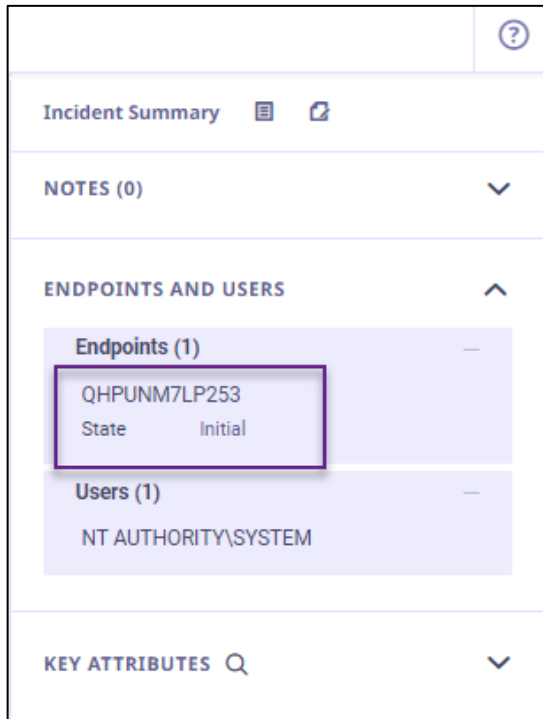 Incident Summary
NOTES (0)
ENDPOINTS AND USERS
Endpoints (1)
QHPUNM7LP253
State Initial
Users (1)
NT AUTHORITY\SYSTEM
KEY ATTRIBUTES